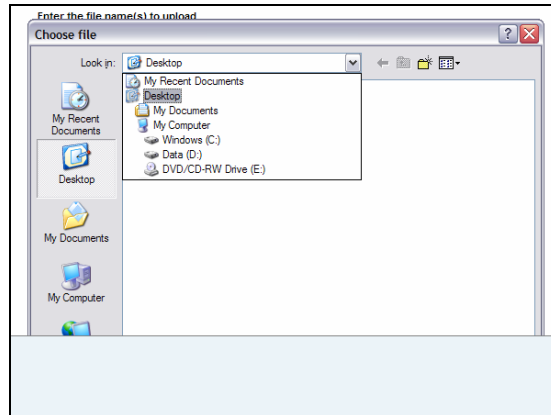 Enter the file name(s) to upload
Choose file
Look in:
Desktop
My Recent Documents
Desktop
My Documents
My Computer
Windows (C:)
Data (D:)
DVD/CD-RW Drive (E:)
My Recent
Documents
Desktop
My Documents
My Computer